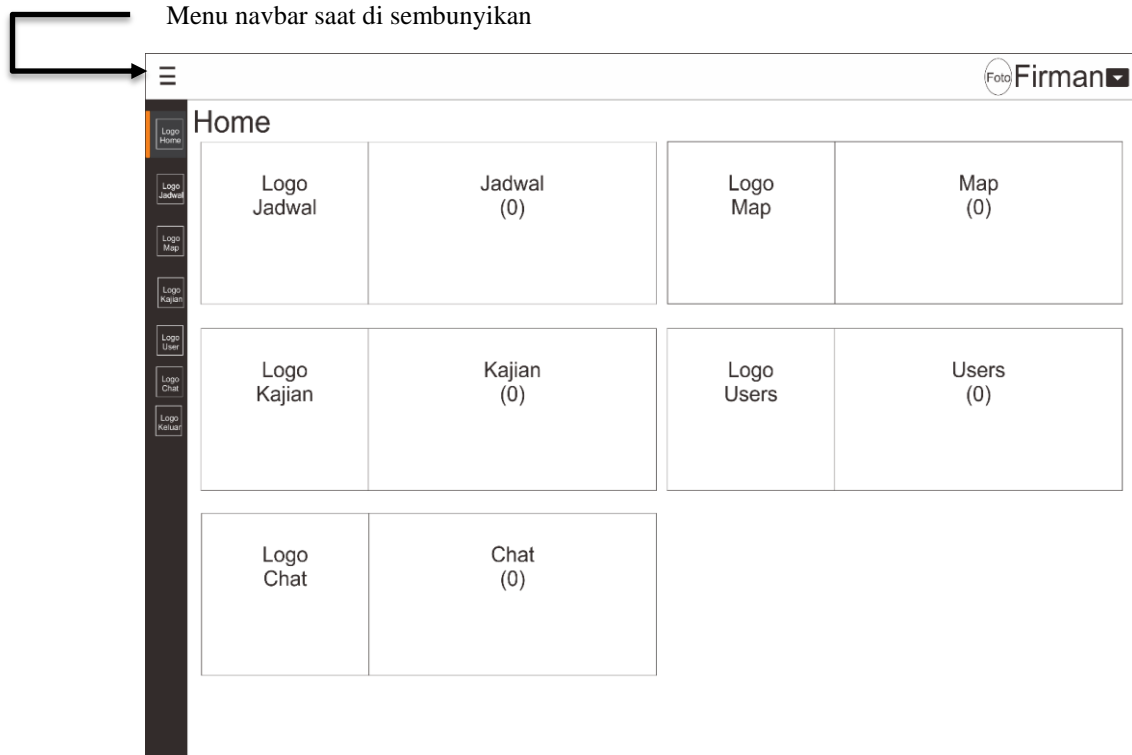 Menu navbar saat di sembunyikan
Foto Firman
Home
Logo
Home
Logo
Jadwal
Logo
Map
Logo
Kajian
Logo
User
Logo
Chat
Logo
Keluar
Logo
Jadwal
Jadwal
(0)
Logo
Map
Map
(0)
Logo
Kajian
Kajian
(0)
Logo
Users
Users
(0)
Logo
Chat
Chat
(0)